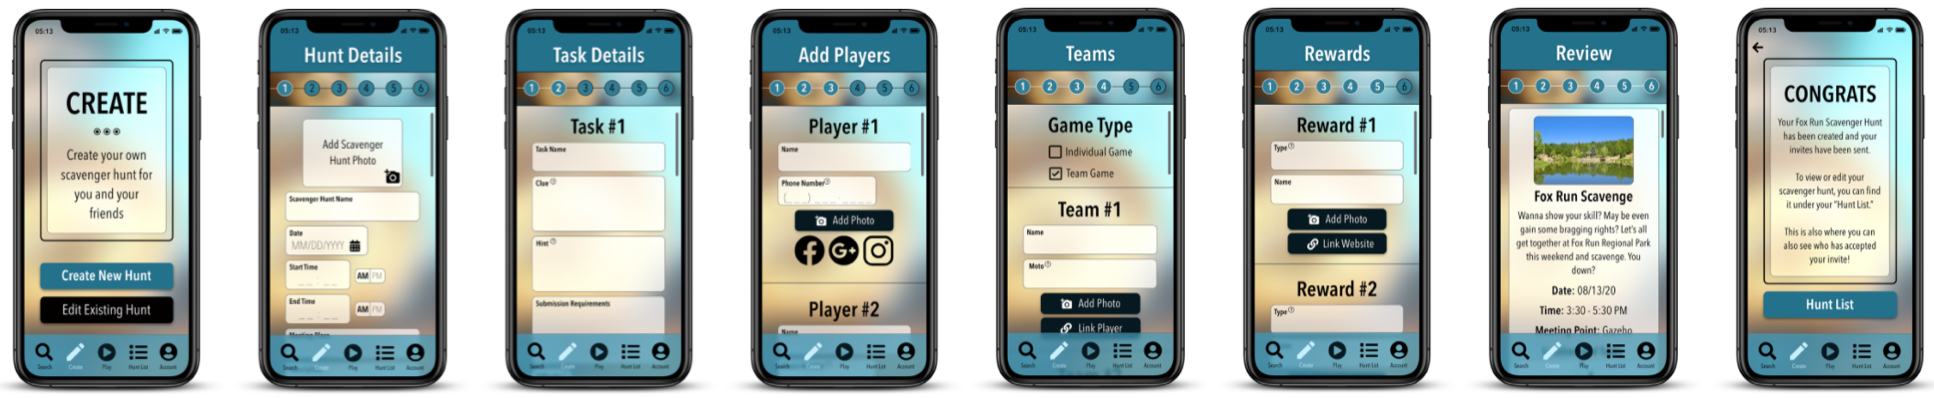 05:13
CREATE
Create your own
scavenger hunt for
you and your
friends
Create New Hunt
Edit Existing Hunt
Search
Create
Play
Hunt List
Account
05:13
Hunt Details
1 2 3 4 5 6
Add Scavenger
Hunt Photo
Scavenger Hunt Name
Date
MM/DD/YYYY
Start Time
AM PM
End Time
AM PM
Meeting Place
Search
Create
Play
Hunt List
Account
05:13
Task Details
1 2 3 4 5 6
Task #1
Task Name
Clue
Hint
Submission Requirements
Search
Create
Play
Hunt List
Account
05:13
Add Players
1 2 3 4 5 6
Player #1
Name
Phone Number
Add Photo
G+
Player #2
Name
Search
Create
Play
Hunt List
Account
05:13
Teams
1 2 3 4 5 6
Game Type
Individual Game
Team Game
Team #1
Name
Moto
Add Photo
Link Player
Search
Create
Play
Hunt List
Account
05:13
Rewards
1 2 3 4 5 6
Reward #1
Type
Name
Add Photo
Link Website
Reward #2
Type
Search
Create
Play
Hunt List
Account
05:13
Review
1 2 3 4 5 6
Fox Run Scavenge
Wanna show your skill? May be even
gain some bragging rights? Let's all
get together at Fox Run Regional Park
this weekend and scavenge. You
down?
Date: 08/13/20
Time: 3:30 - 5:30 PM
Meeting Point: Gazebo
Search
Create
Play
Hunt List
Account
05:13
CONGRATS
Your Fox Run Scavenger Hunt
has been created and your
invites have been sent.
To view or edit your
scavenger hunt, you can find
it under your "Hunt List."
This is also where you can
also see who has accepted
your invite!
Hunt List
Search
Create
Play
Hunt List
Account